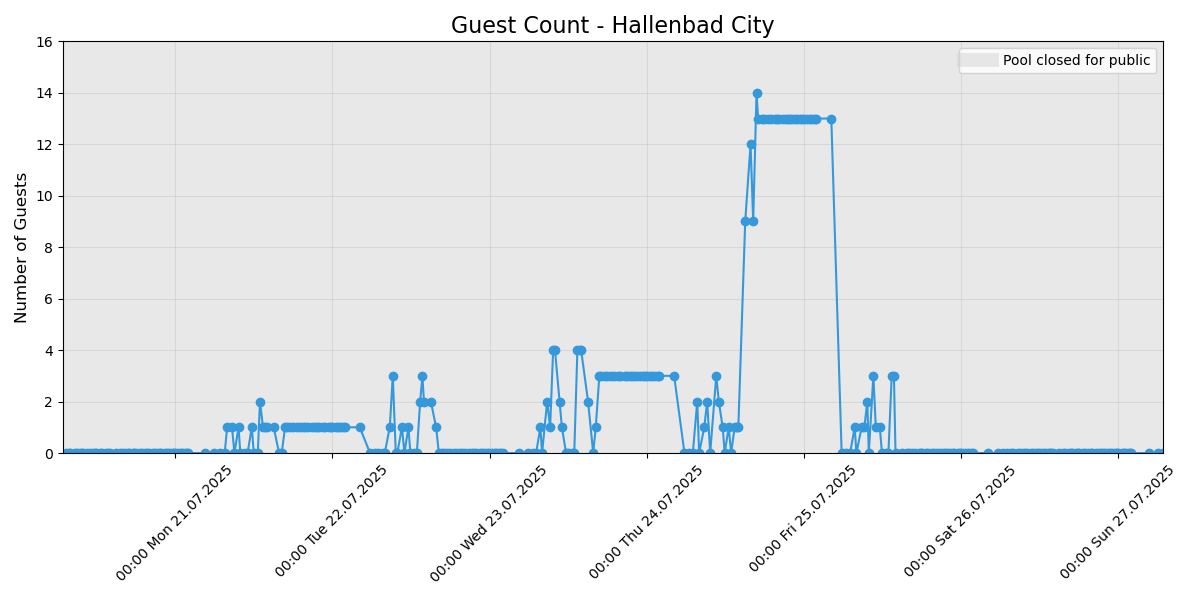 Guest Count - Hallenbad City
Pool closed for public
Number of Guests
16
14
12
10
8
6
4
2
0
00:00 Mon 21.07.2025
00:00 Tue 22.07.2025
00:00 Wed 23.07.2025
00:00 Thu 24.07.2025
00:00 Fri 25.07.2025
00:00 Sat 26.07.2025
00:00 Sun 27.07.2025